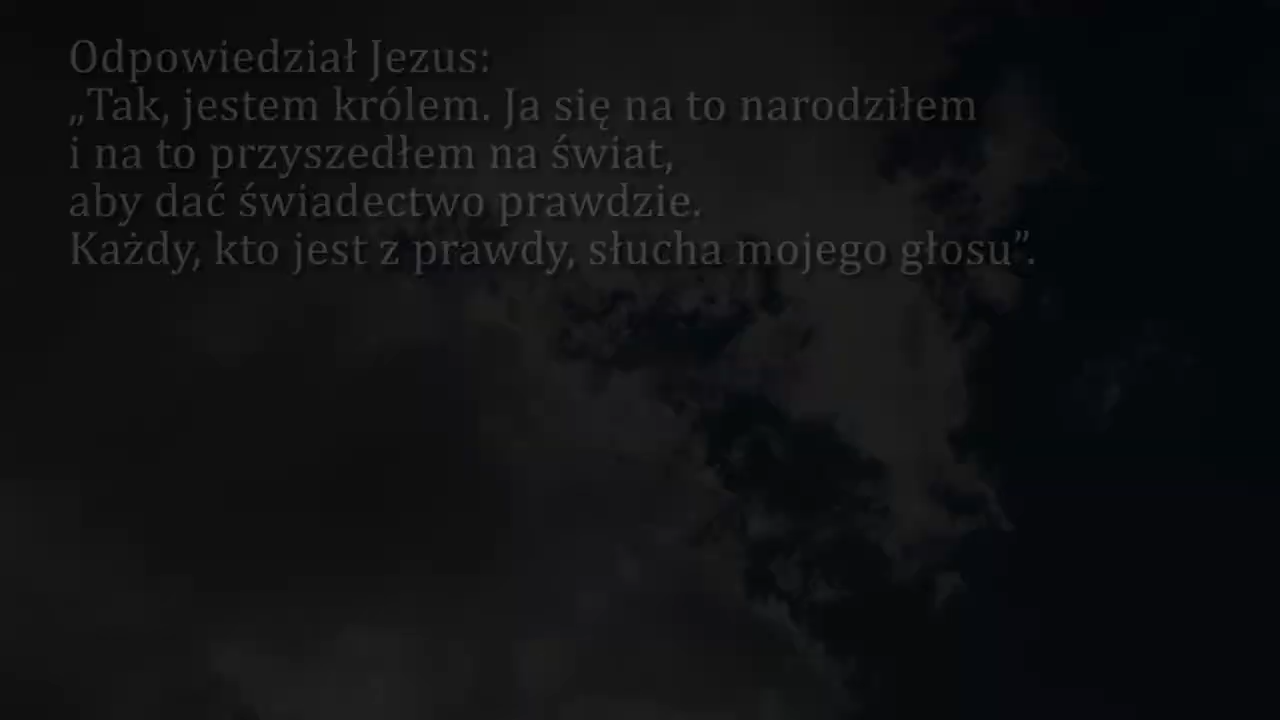 Odpowiedział Jezus:
„Tak, jestem królem. Ja się na to narodziłem
i na to przyszedłem na świat,
aby dać świadectwo prawdzie.
Każdy, kto jest z prawdy, słucha mojego głosu”.